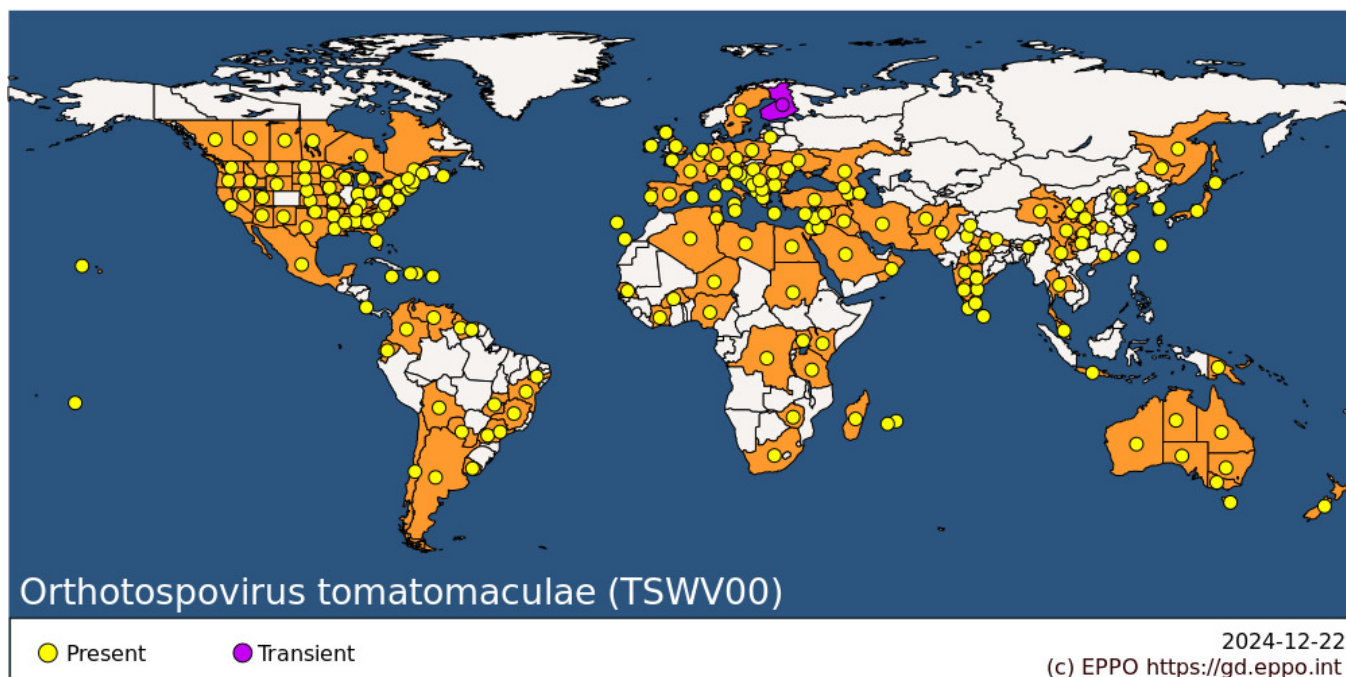 Orthotospovirus tomatomaculae (TSWV00)
Present
Transient
2024-12-22
(c) EPPO https://gd.eppo.int